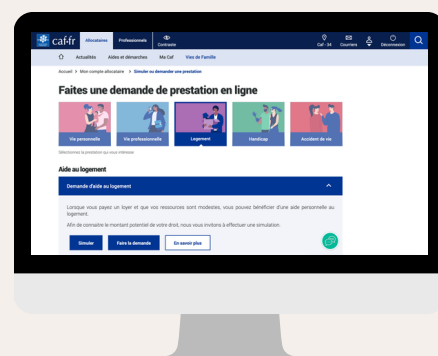 caf.fr Allocataires Professionnels Contraste Caf - 34 Courriers Déconnexion
Actualités Aides et démarches Ma Caf Vies de Famille
Accueil > Mon compte allocataire > Simuler ou demander une prestation
Faites une demande de prestation en ligne
Vie personnelle Vie professionnelle Logement Handicap Accident de vie
Sélectionnez la prestation qui vous intéresse
Aide au logement
Demande d'aide au logement
Lorsque vous payez un loyer et que vos ressources sont modestes, vous pouvez bénéficier d'une aide personnelle au
logement.
Afin de connaitre le montant potentiel de votre droit, nous vous invitons à effectuer une simulation.
Simuler Faire la demande En savoir plus